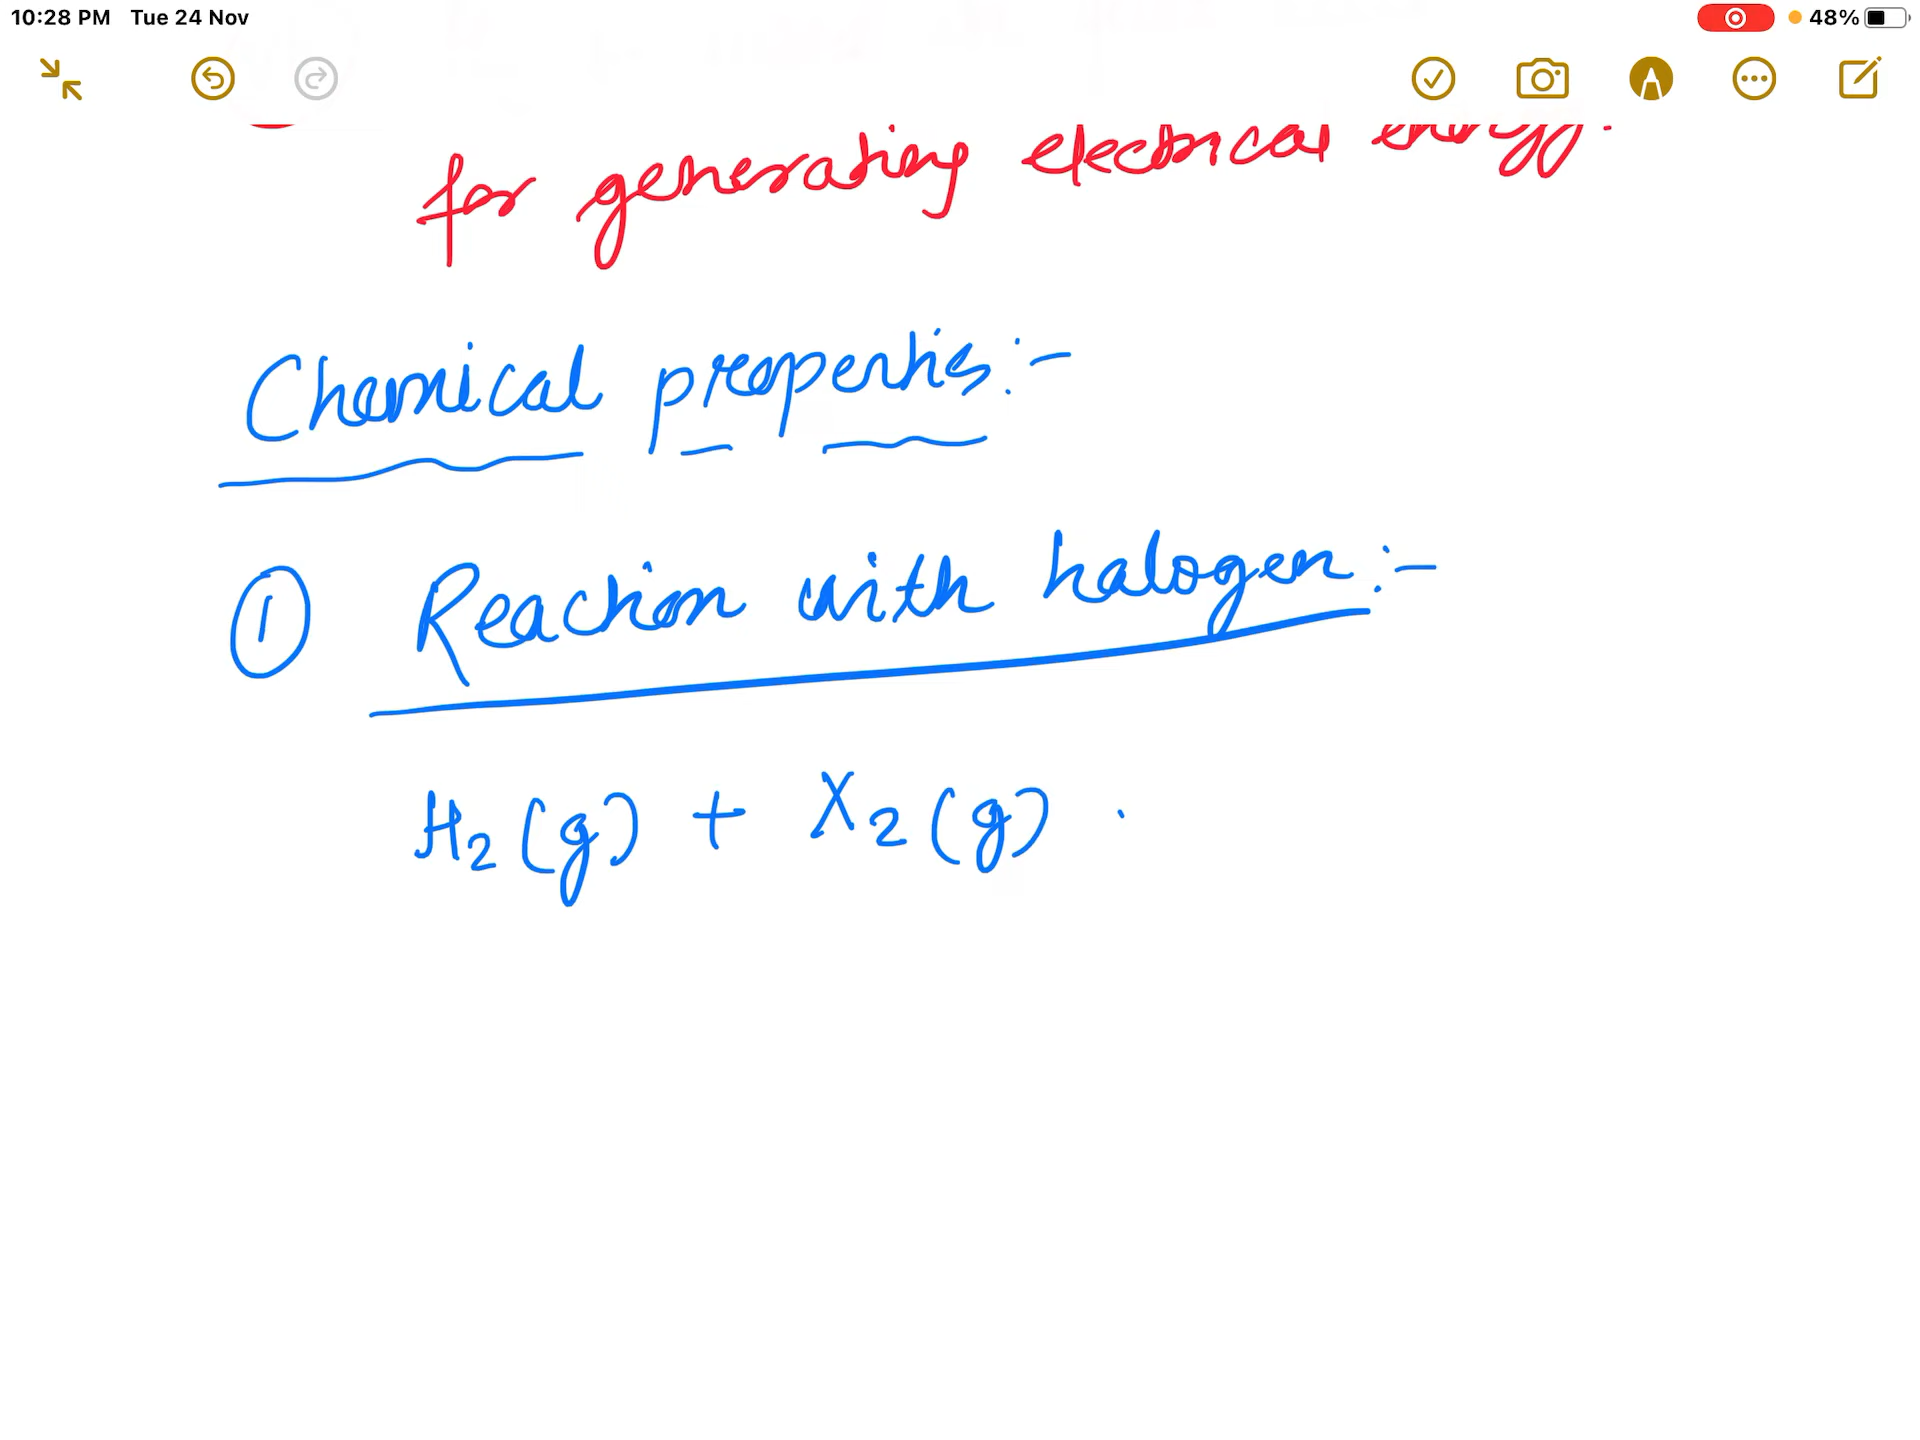 10:28 PM Tue 24 Nov
48%
for generating electrical energy.
Chemical properties:-
① Reaction with halogen:-
H₂(g) + X₂(g)